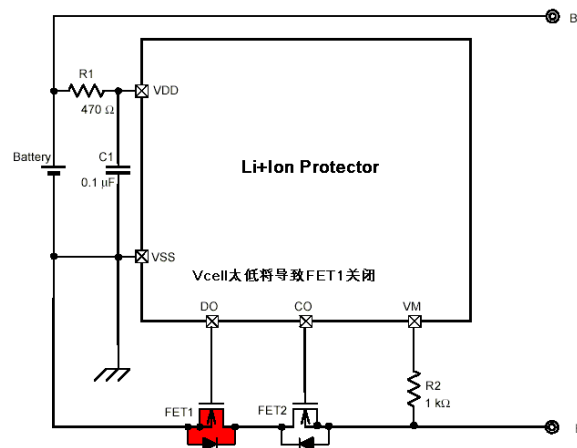 B
R1
VDD
470 Ω
Battery
C1
Li+Ion Protector
0.1 µF
VSS
Vcell太低将导致FET1关闭
DO
CO
VM
R2
1 kΩ
FET1
FET2